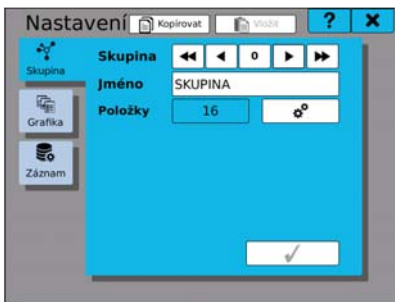 Nastavení Kopírovat Vložit ? ×
Skupina Skupina 0
Jméno SKUPINA
Grafika Položky 16
Záznam